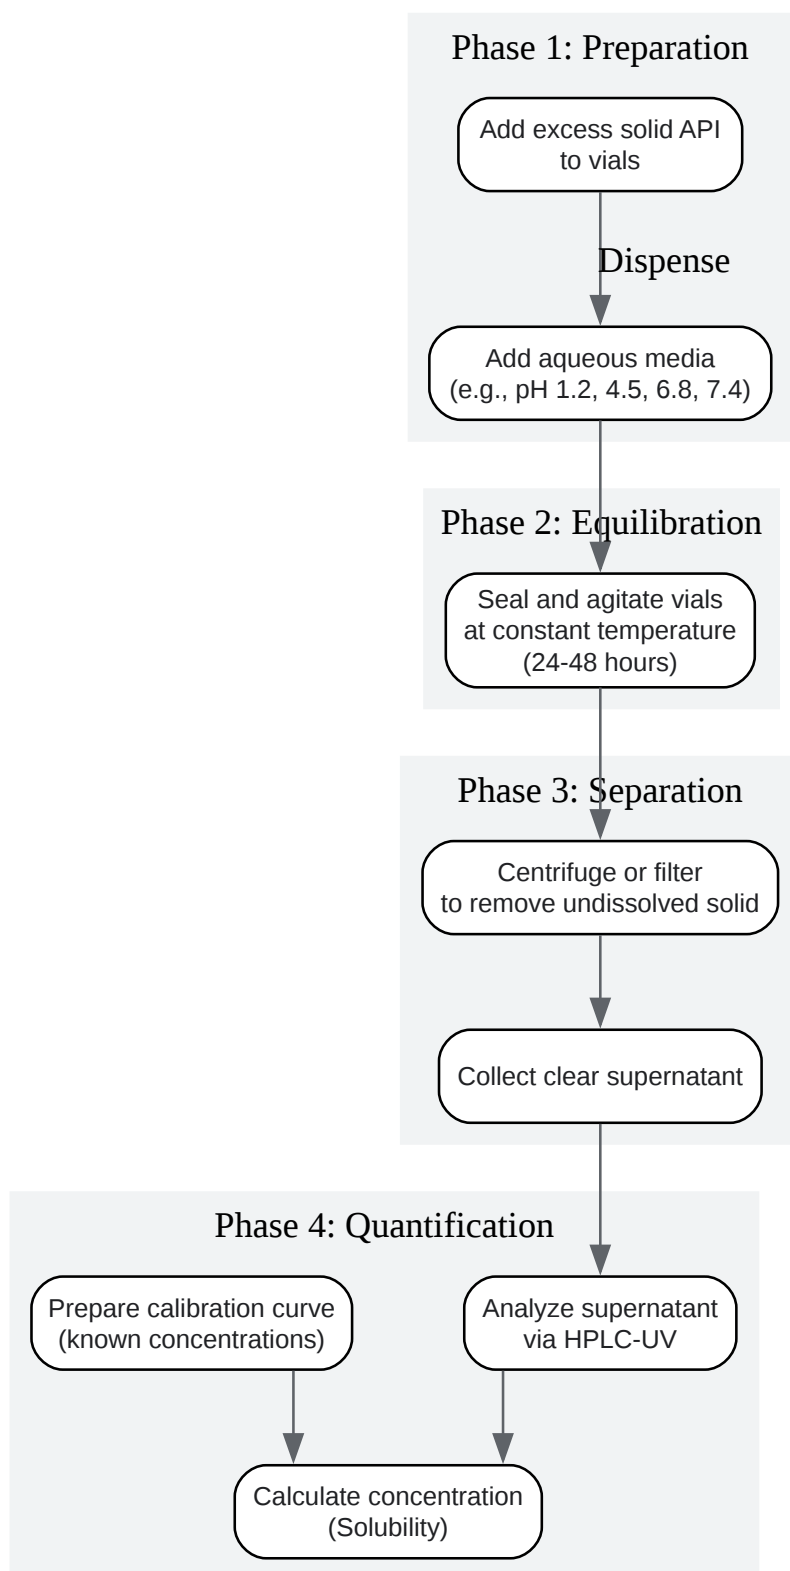 Phase 1: Preparation
Add excess solid API
to vials
Dispense
Add aqueous media
(e.g., pH 1.2, 4.5, 6.8, 7.4)
Phase 2: Equilibration
Seal and agitate vials
at constant temperature
(24-48 hours)
Phase 3: Separation
Centrifuge or filter
to remove undissolved solid
Collect clear supernatant
Phase 4: Quantification
Prepare calibration curve
(known concentrations)
Analyze supernatant
via HPLC-UV
Calculate concentration
(Solubility)